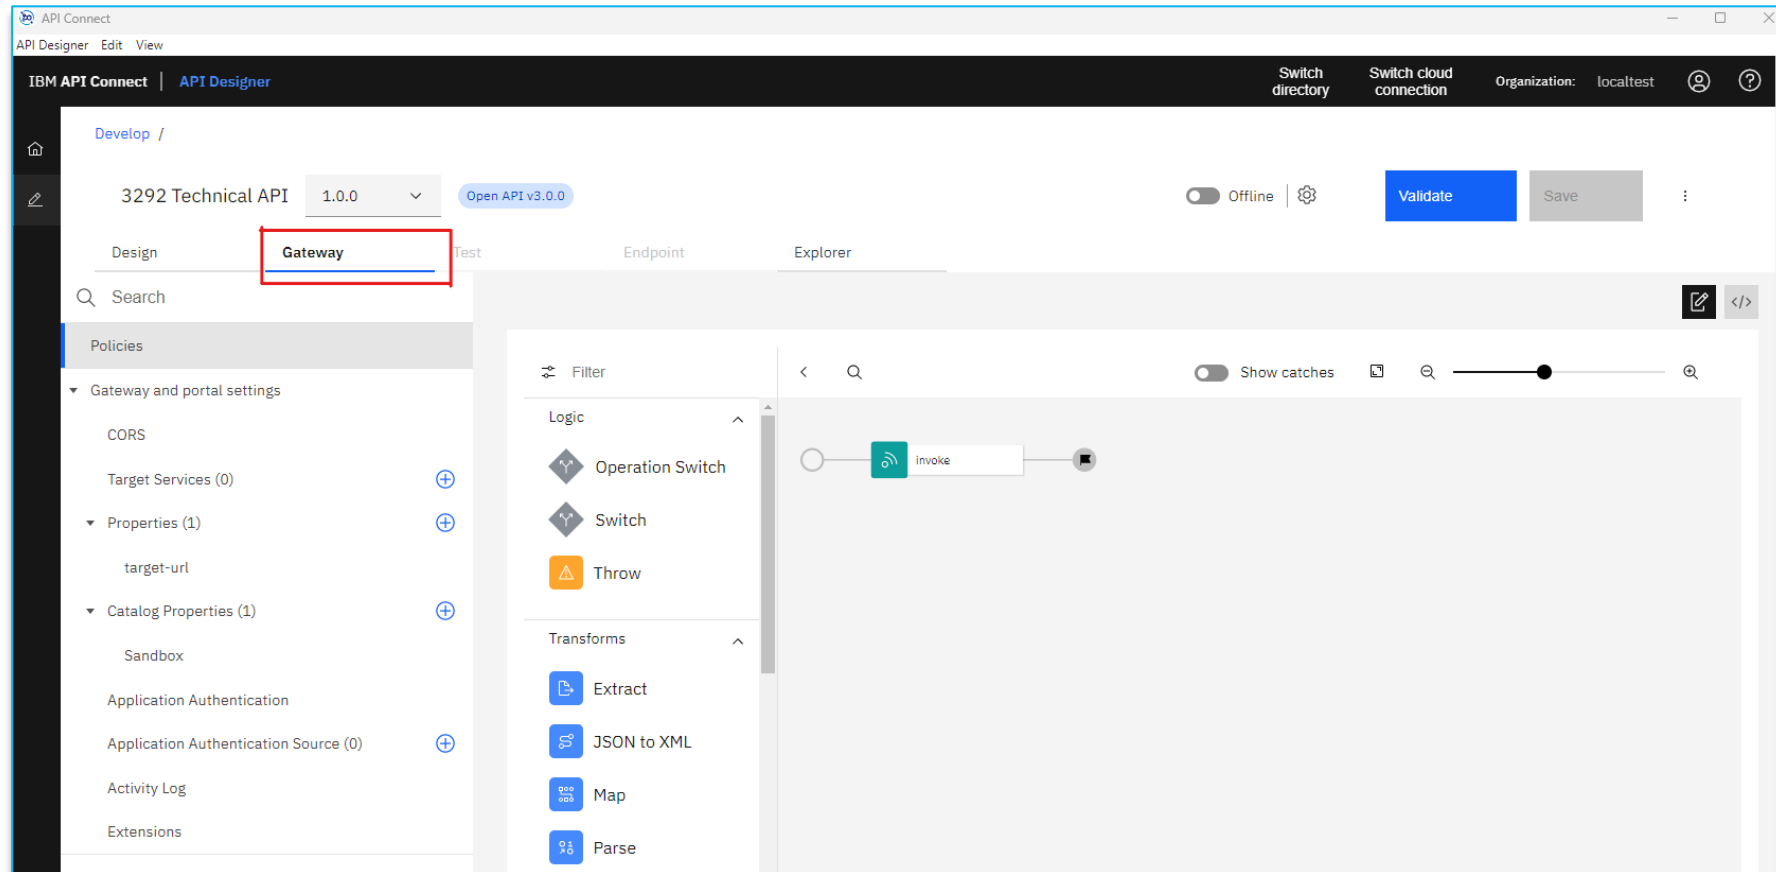 API Connect
API Designer Edit View
IBM API Connect | API Designer
Switch directory
Switch cloud connection
Organization: localtest
Develop /
3292 Technical API 1.0.0 Open API v3.0.0
Offline Validate Save
Design Gateway Test Endpoint Explorer
Search
Policies
Gateway and portal settings
CORS
Target Services (0)
Properties (1)
target-url
Catalog Properties (1)
Sandbox
Application Authentication
Application Authentication Source (0)
Activity Log
Extensions
Filter
Show catches
Logic
Operation Switch
Switch
Throw
Transforms
Extract
JSON to XML
Map
Parse
invoke